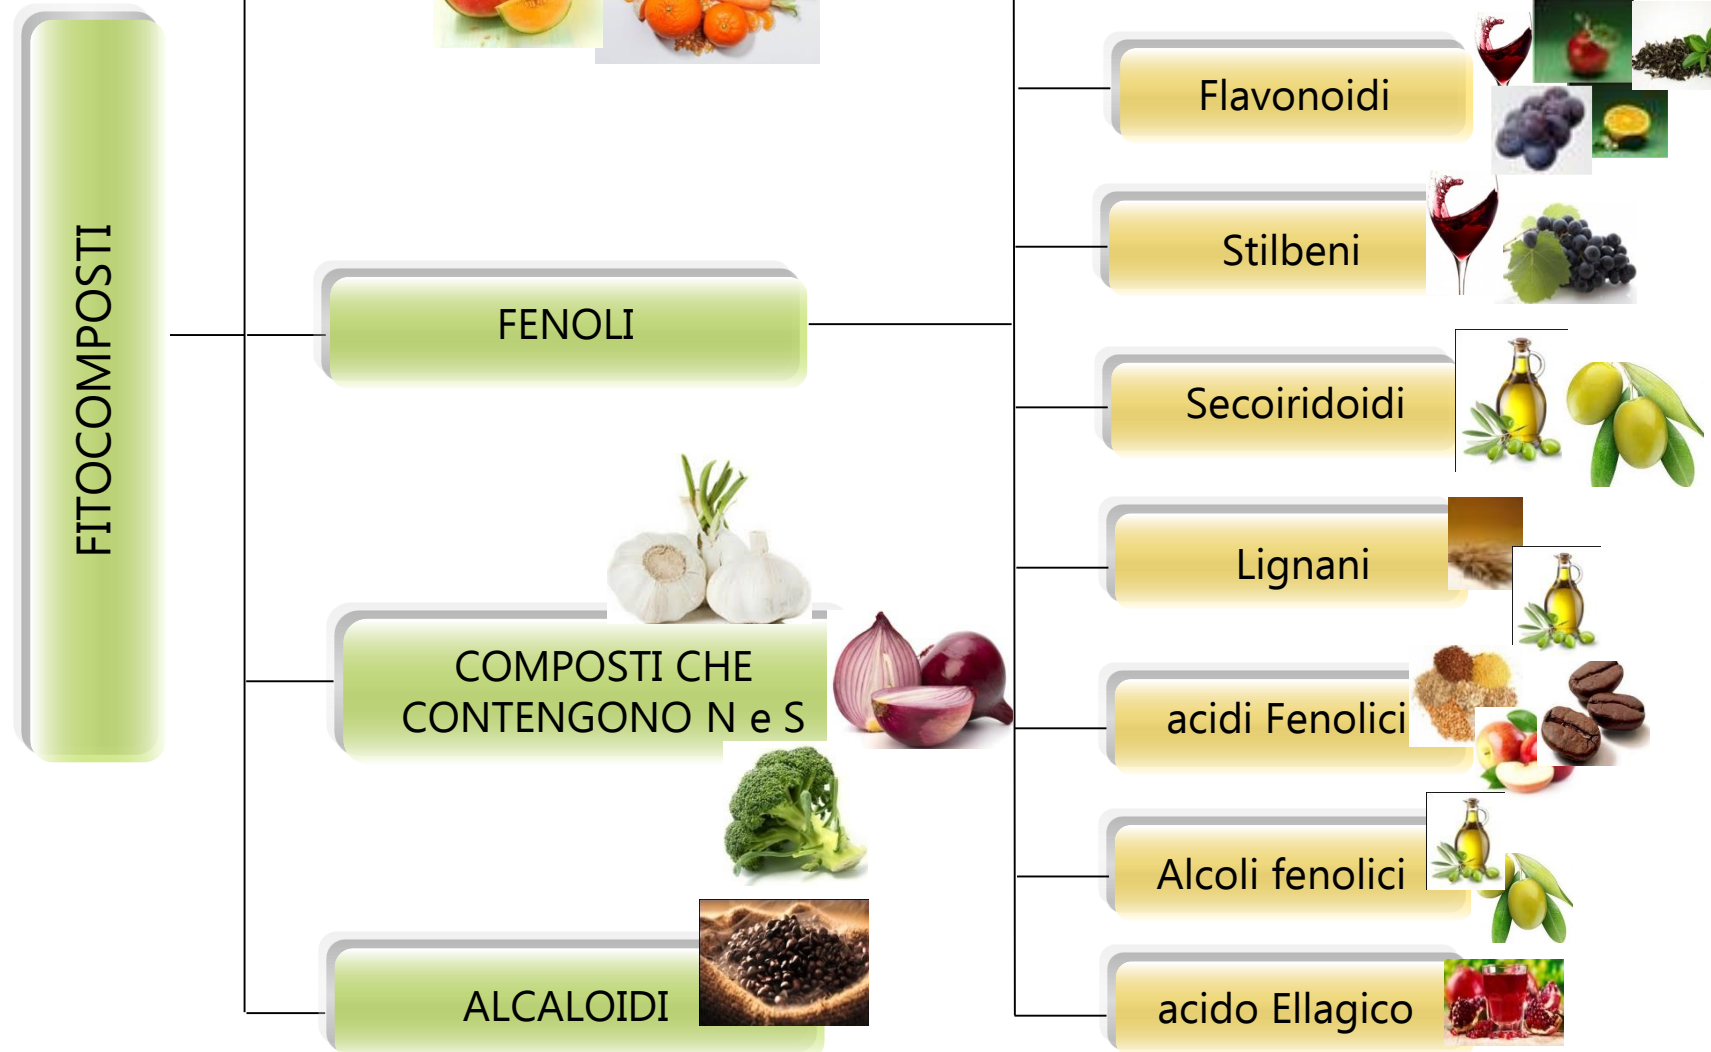 FITOCOMPOSTI
FENOLI
COMPOSTI CHE
CONTENGONO N e S
ALCALOIDI
Flavonoidi
Stilbeni
Secoiridoidi
Lignani
acidi Fenolici
Alcoli fenolici
acido Ellagico